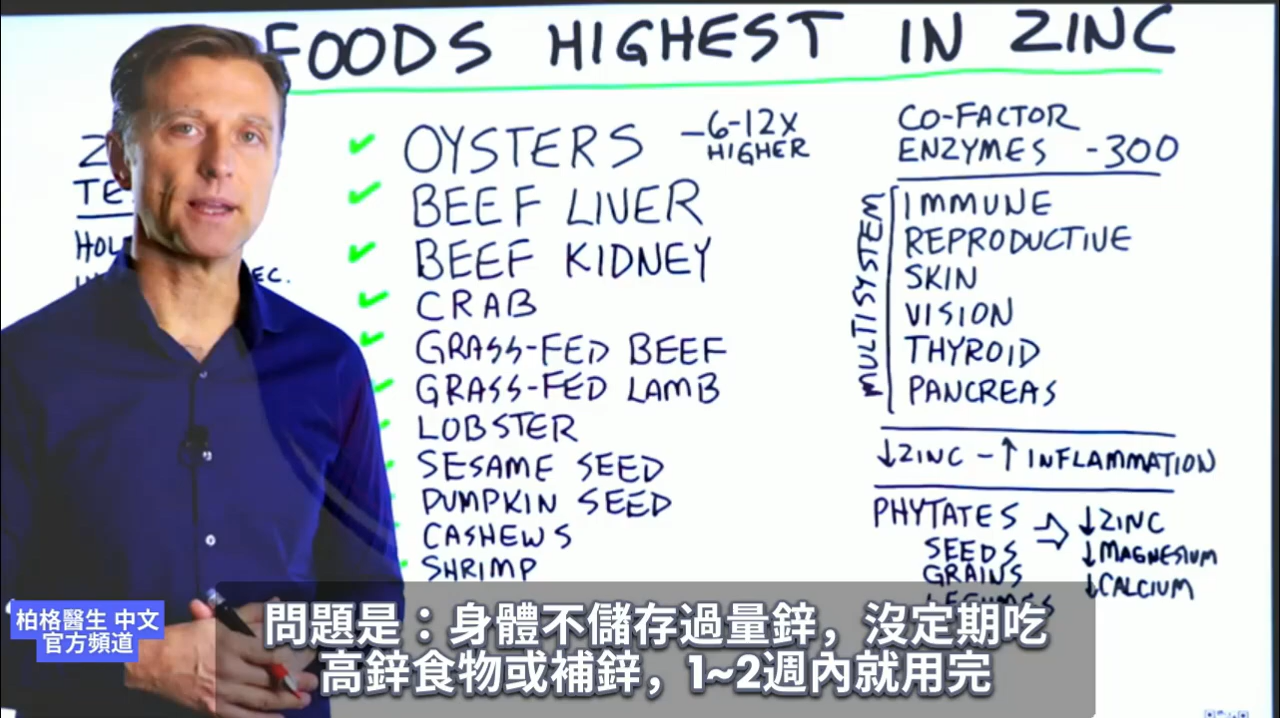 FOODS HIGHEST IN ZINC
OYSTERS
BEEF LIVER
BEEF KIDNEY
CRAB
GRASS-FED BEEF
GRASS-FED LAMB
LOBSTER
SESAME SEED
PUMPKIN SEED
CASHEWS
SHRIMP
-6-12X
HIGHER
CO-FACTOR
ENZYMES -300
MULTISYSTEM
IMMUNE
REPRODUCTIVE
SKIN
VISION
THYROID
PANCREAS
↓ZINC - ↑ INFLAMMATION
PHYTATES ⇒ ↓ZINC
SEEDS ↓MAGNESIUM
GRAINS ↓CALCIUM
柏格醫生 中文
官方頻道
問題是：身體不儲存過量鋅，沒定期吃
高鋅食物或補鋅，1~2週內就用完